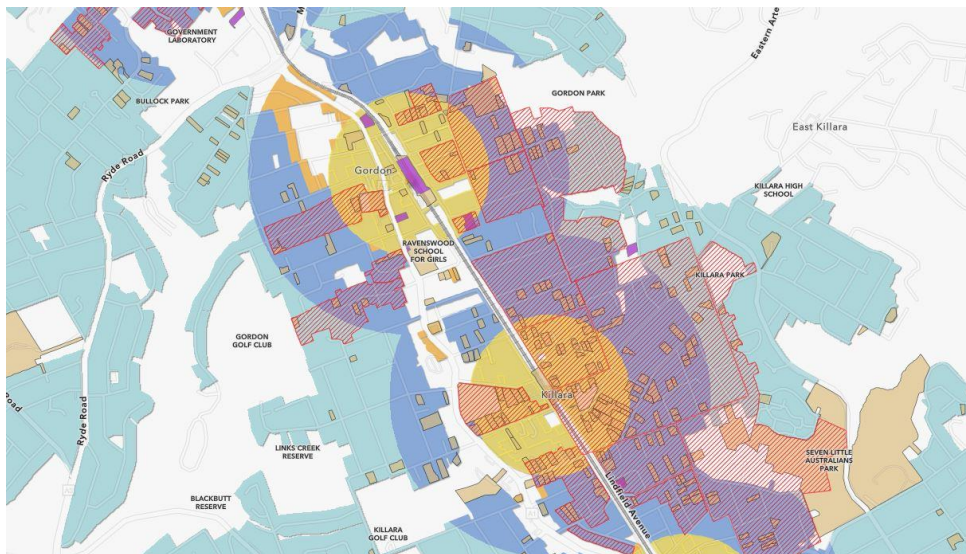 GOVERNMENT
LABORATORY
Eastern Arte
BULLOCK PARK
GORDON PARK
East Killara
Ryde Road
Gordon
KILLARA HIGH
SCHOOL
RAVENSWOOD
SCHOOL
FOR GIRLS
KILLARA PARK
GORDON
GOLF CLUB
Killara
Road
Ryde Road
LINKS CREEK
RESERVE
SEVEN LITTLE
AUSTRALIANS
PARK
BLACKBUTT
RESERVE
Lindfield Avenue
KILLARA
GOLF CLUB